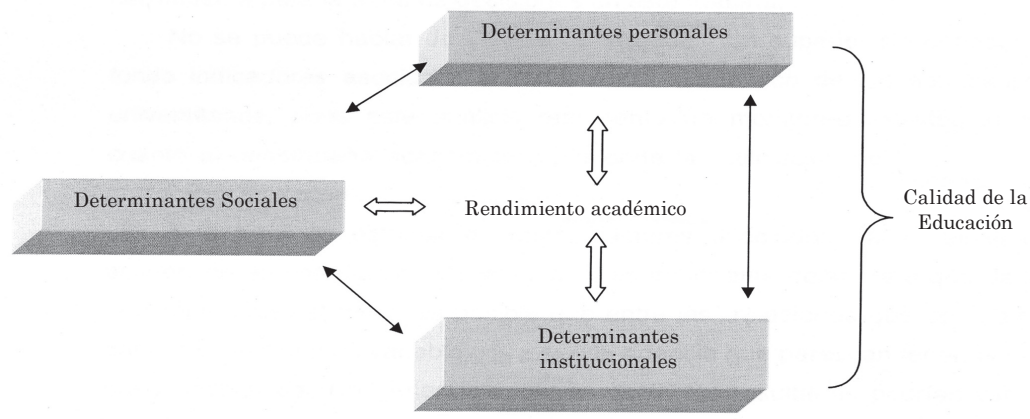 Determinantes personales
Determinantes Sociales
Rendimiento académico
Calidad de la
Educación
Determinantes
institucionales